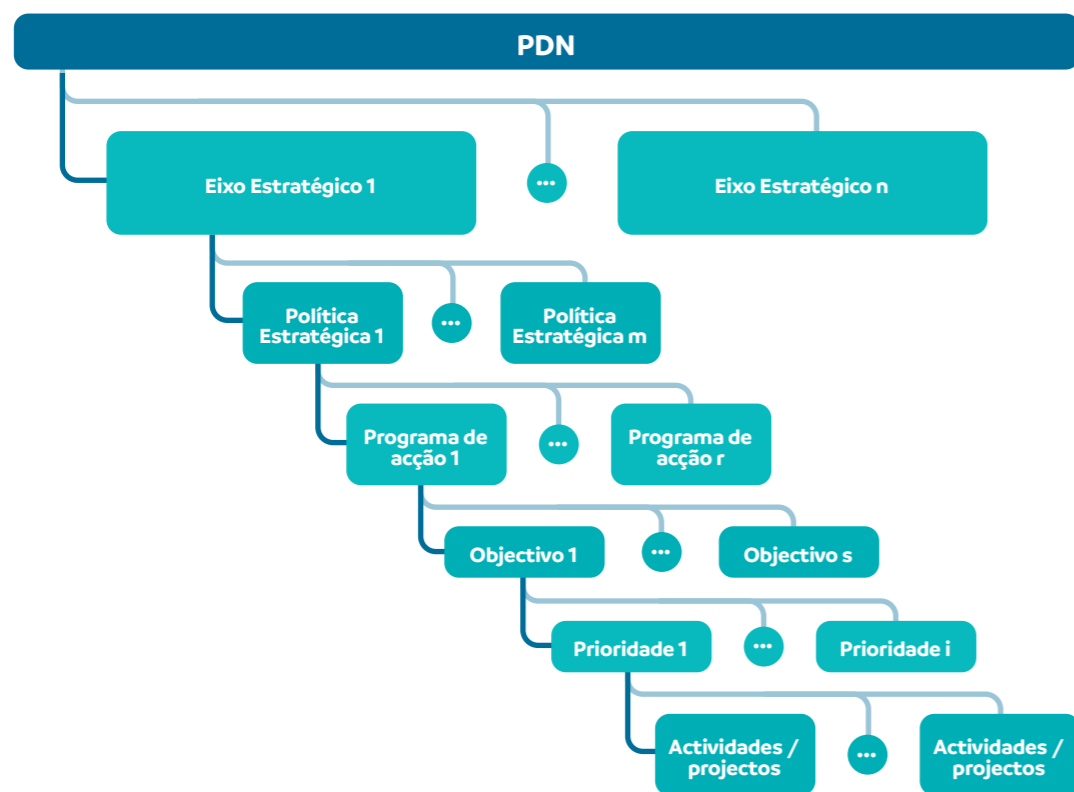 PDN
Eixo Estratégico 1
...
Eixo Estratégico n
Política
Estratégica 1
...
Política
Estratégica m
Programa de
acção 1
...
Programa de
acção r
Objectivo 1
...
Objectivo s
Prioridade 1
...
Prioridade i
Actividades /
projectos
...
Actividades /
projectos